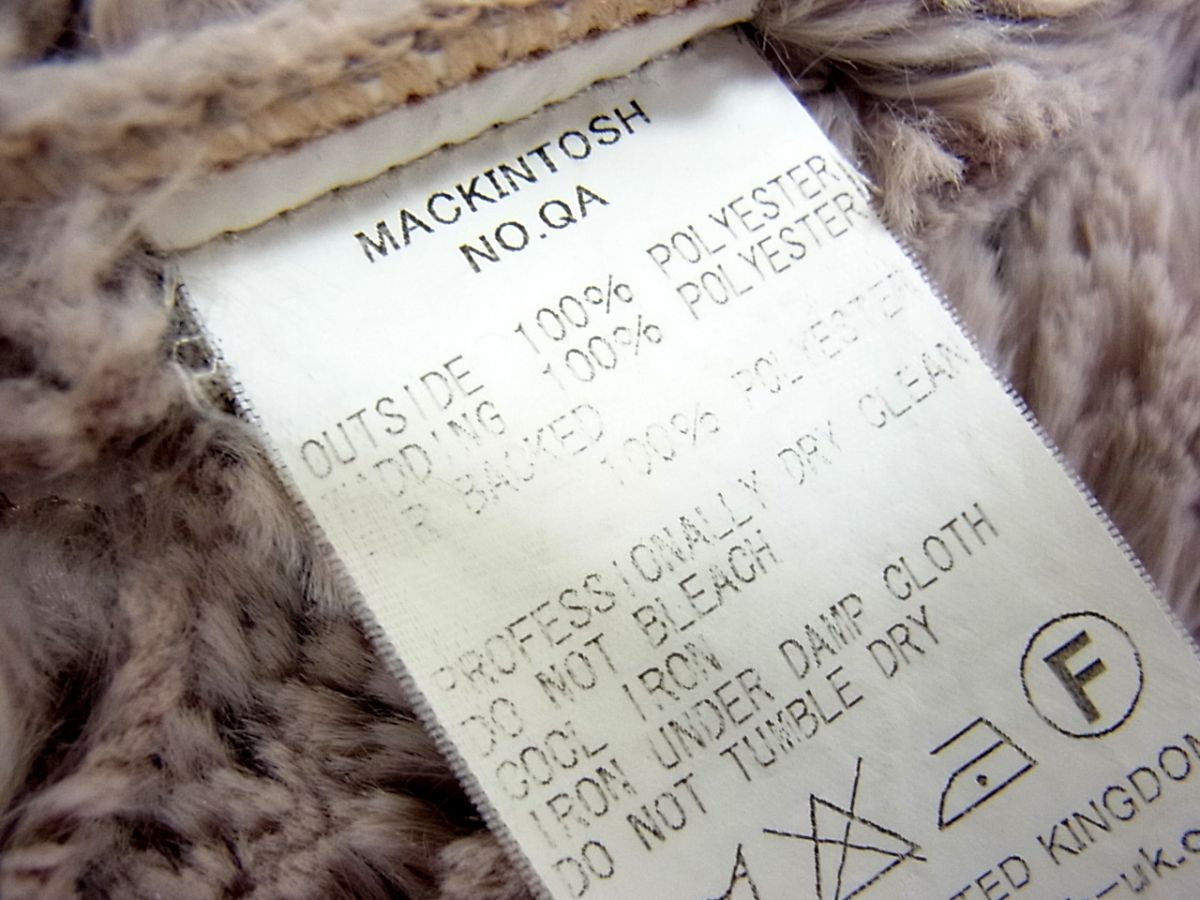 MACKINTOSH
NO.QA
OUTSIDE 100% POLYESTER
100% POLYESTER
BACKED
100% POLYESTER
PROFESSIONALLY DRY CLEAN
DO NOT BLEACH
COOL IRON
IRON UNDER DAMP CLOTH
DO NOT TUMBLE DRY
F
KINGDOM